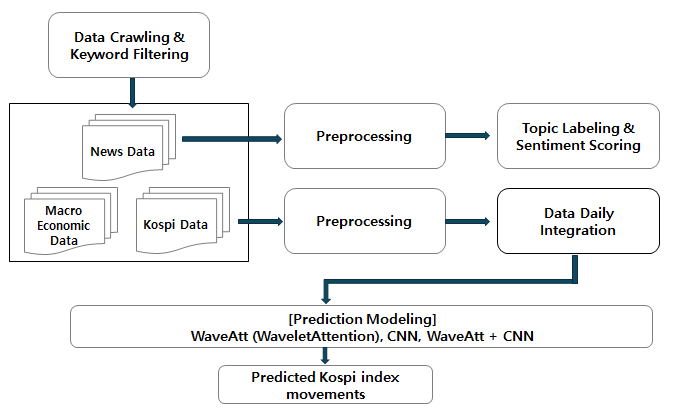 Data Crawling &
Keyword Filtering
News Data
Preprocessing
Topic Labeling &
Sentiment Scoring
Macro
Economic
Data
Kospi Data
Preprocessing
Data Daily
Integration
[Prediction Modeling]
WaveAtt (WaveletAttention), CNN, WaveAtt + CNN
Predicted Kospi index
movements